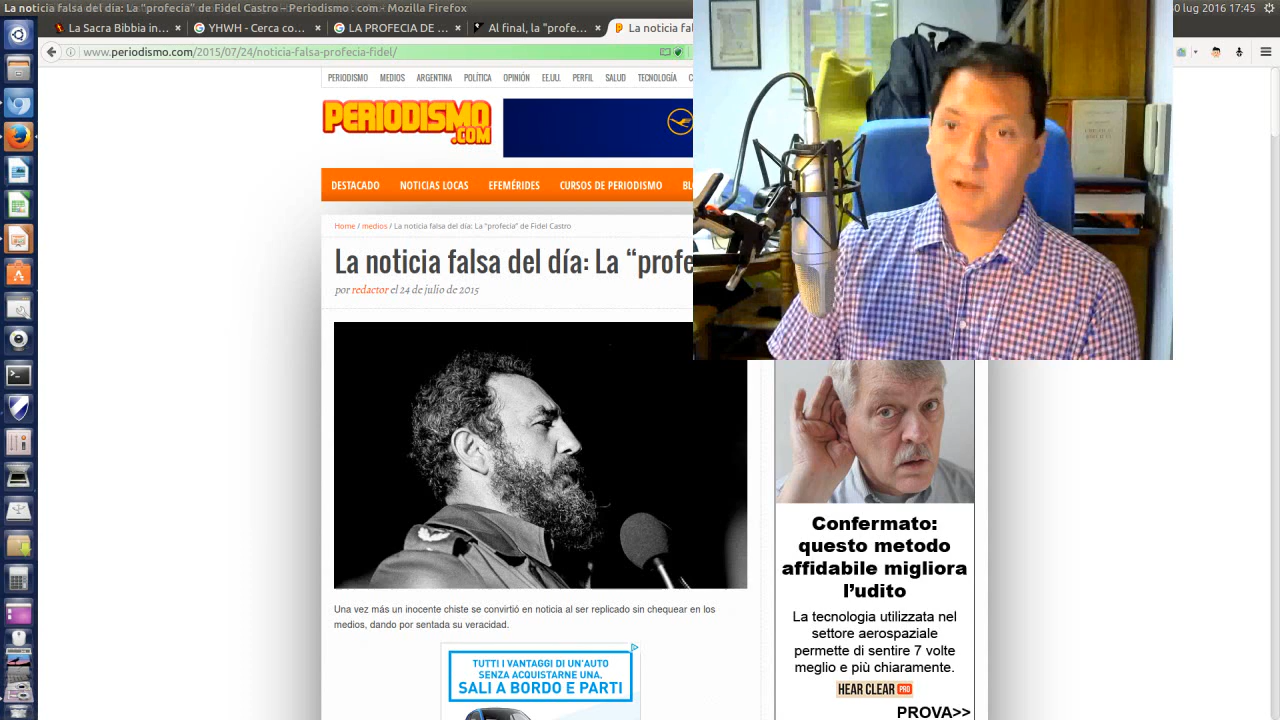 La noticia falsa del día: La "profecía" de Fidel Castro – Periodismo .com - Mozilla Firefox
0 lug 2016 17:45
La Sacra Bibbia in...
YHWH - Cerca co...
LA PROFECIA DE ...
Al final, la "profe...
La noticia fal
www.periodismo.com/2015/07/24/noticia-falsa-profecia-fidel/
PERIODISMO MEDIOS ARGENTINA POLÍTICA OPINIÓN EE.UU. PERFIL SALUD TECNOLOGÍA C
PERIODISMO
.COM
DESTACADO NOTICIAS LOCAS EFEMÉRIDES CURSOS DE PERIODISMO BL
Home / medios / La noticia falsa del día: La "profecía" de Fidel Castro
La noticia falsa del día: La “profe
por redactor el 24 de julio de 2015
Una vez más un inocente chiste se convirtió en noticia al ser replicado sin chequear en los
medios, dando por sentada su veracidad.
TUTTI I VANTAGGI DI UN'AUTO
SENZA ACQUISTARNE UNA.
SALI A BORDO E PARTI
Confermato:
questo metodo
affidabile migliora
l’udito
La tecnologia utilizzata nel
settore aerospaziale
permette di sentire 7 volte
meglio e più chiaramente.
HEAR CLEAR PRO
PROVA>>